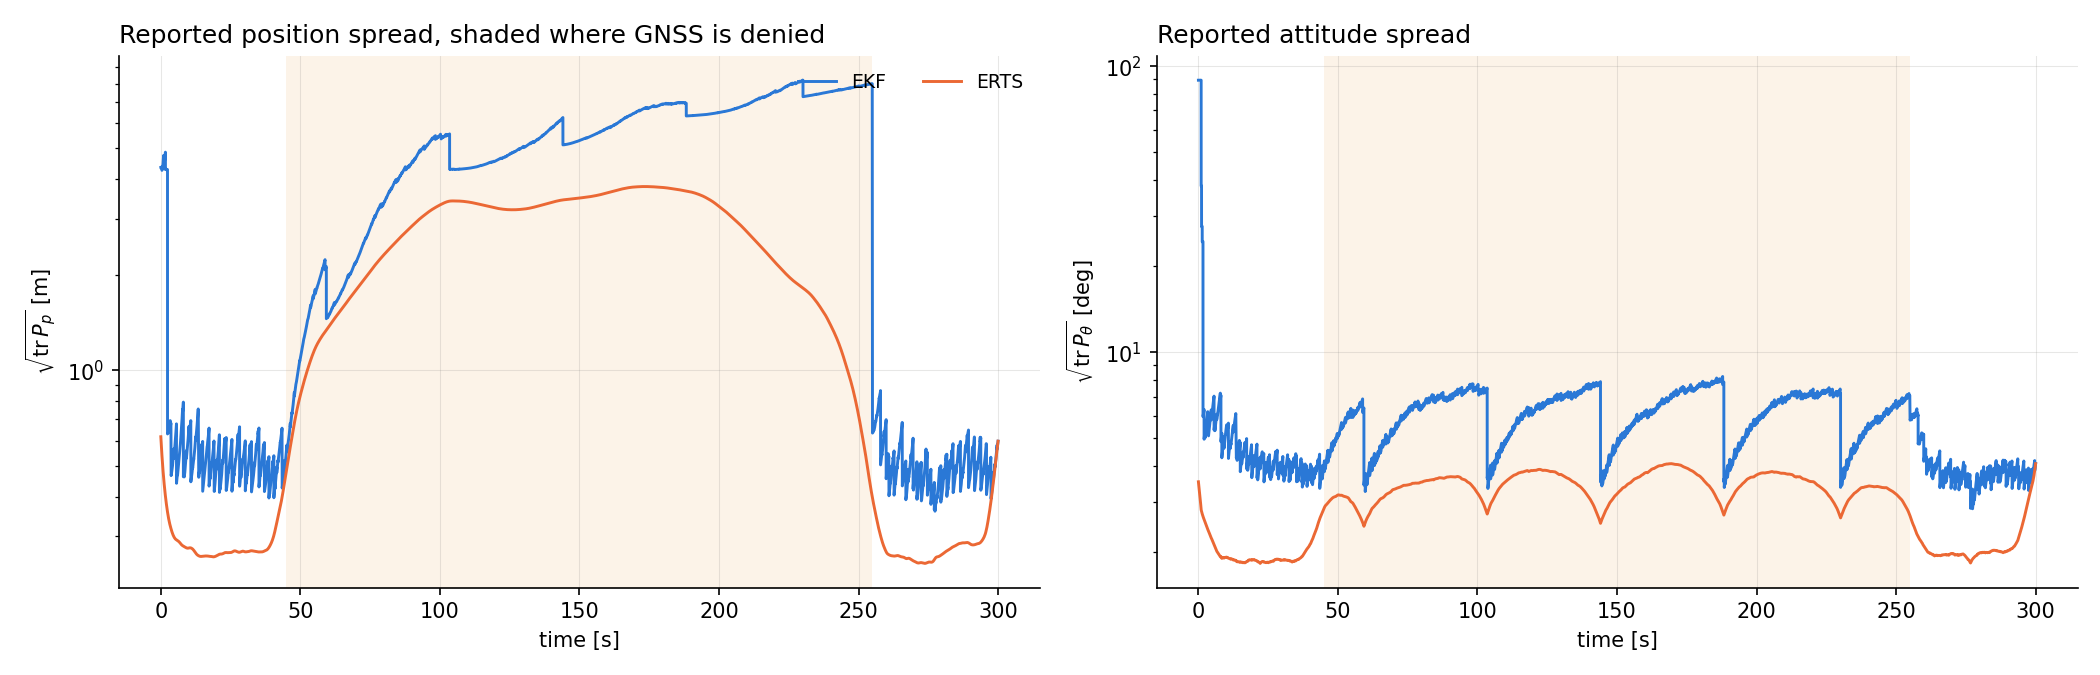 Reported position spread, shaded where GNSS is denied
EKF
ERTS
√tr P_p [m]
10^0
0 50 100 150 200 250 300
time [s]
Reported attitude spread
√tr P_θ [deg]
10^2
10^1
0 50 100 150 200 250 300
time [s]